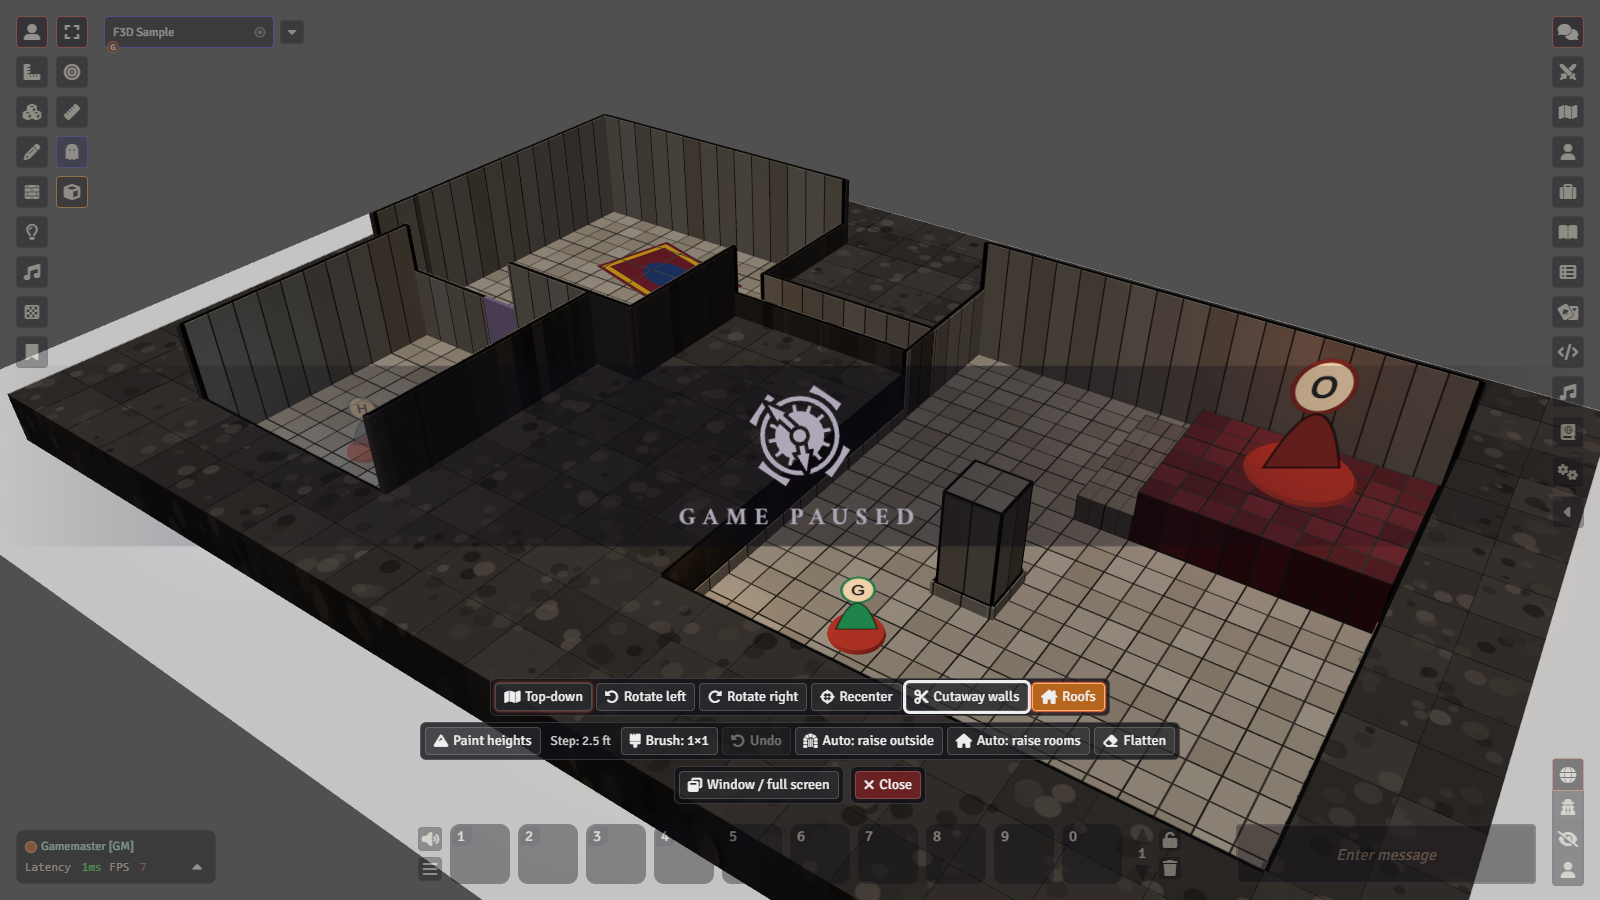 F3D Sample
G
H
O
GAME PAUSED
G
Top-down Rotate left Rotate right Recenter Cutaway walls Roofs
Paint heights Step: 2.5 ft Brush: 1×1 Undo Auto: raise outside Auto: raise rooms Flatten
Window / full screen Close
1 2 3 4 5 6 7 8 9 0
1
Gamemaster [GM]
Latency 1ms FPS 7
Enter message